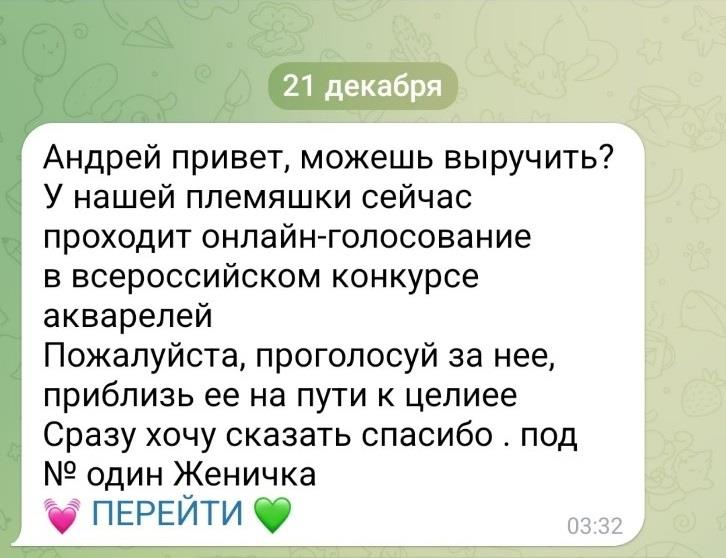 21 декабря
Андрей привет, можешь выручить?
У нашей племяшки сейчас
проходит онлайн-голосование
в всероссийском конкурсе
акварелей
Пожалуйста, проголосуй за нее,
приблизь ее на пути к целиее
Сразу хочу сказать спасибо . под
№ один Женичка
💓 ПЕРЕЙТИ 💚
03:32